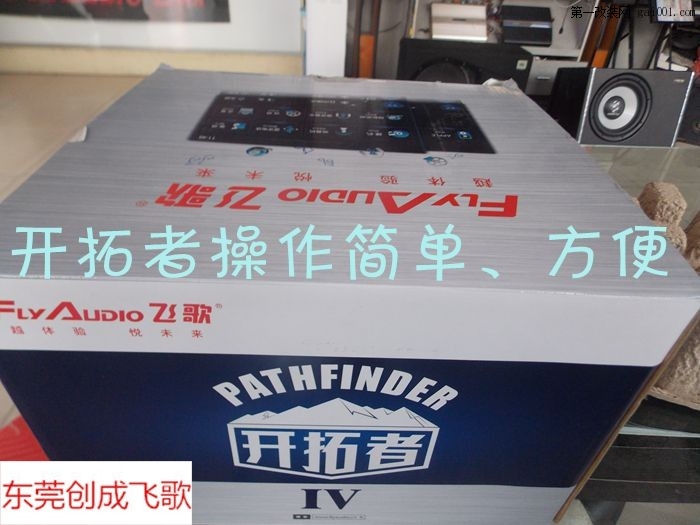 第一改装网 gai001.com
FLYAUDIO 飞歌®
超体验 悦未来
开拓者操作简单、方便
FLYAUDIO 飞歌®
超体验 悦未来
PATHFINDER
开拓者
IV
东莞创成飞歌